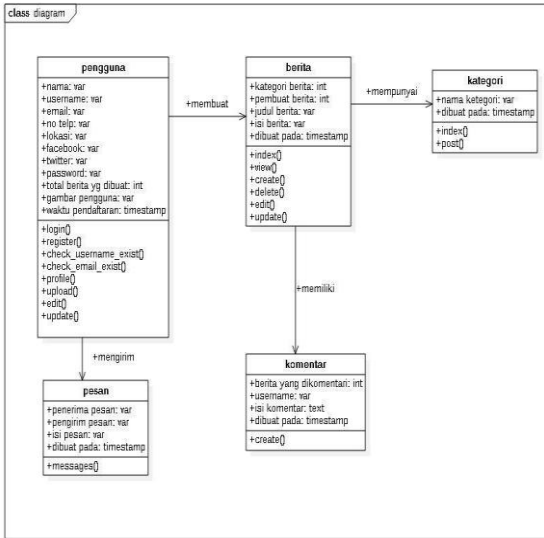 class diagram
pengguna
+nama: var
+username: var
+email: var
+no telp: var
+lokasi: var
+facebook: var
+twitter: var
+password: var
+total berita yg dibuat: int
+gambar pengguna: var
+waktu pendaftaran: timestamp
+login()
+register()
+check_username_exist()
+check_email_exist()
+profile()
+upload()
+edit()
+update()
+membuat
berita
+kategori berita: int
+pembuat berita: int
+judul berita: var
+isi berita: var
+dibuat pada: timestamp
+index()
+view()
+create()
+delete()
+edit()
+update()
+mempunyai
kategori
+nama ketegori: var
+dibuat pada: timestamp
+index()
+post()
+mengirim
pesan
+penerima pesan: var
+pengirim pesan: var
+isi pesan: var
+dibuat pada: timestamp
+messages()
+memiliki
komentar
+berita yang dikomentari: int
+username: var
+isi komentar: text
+dibuat pada: timestamp
+create()